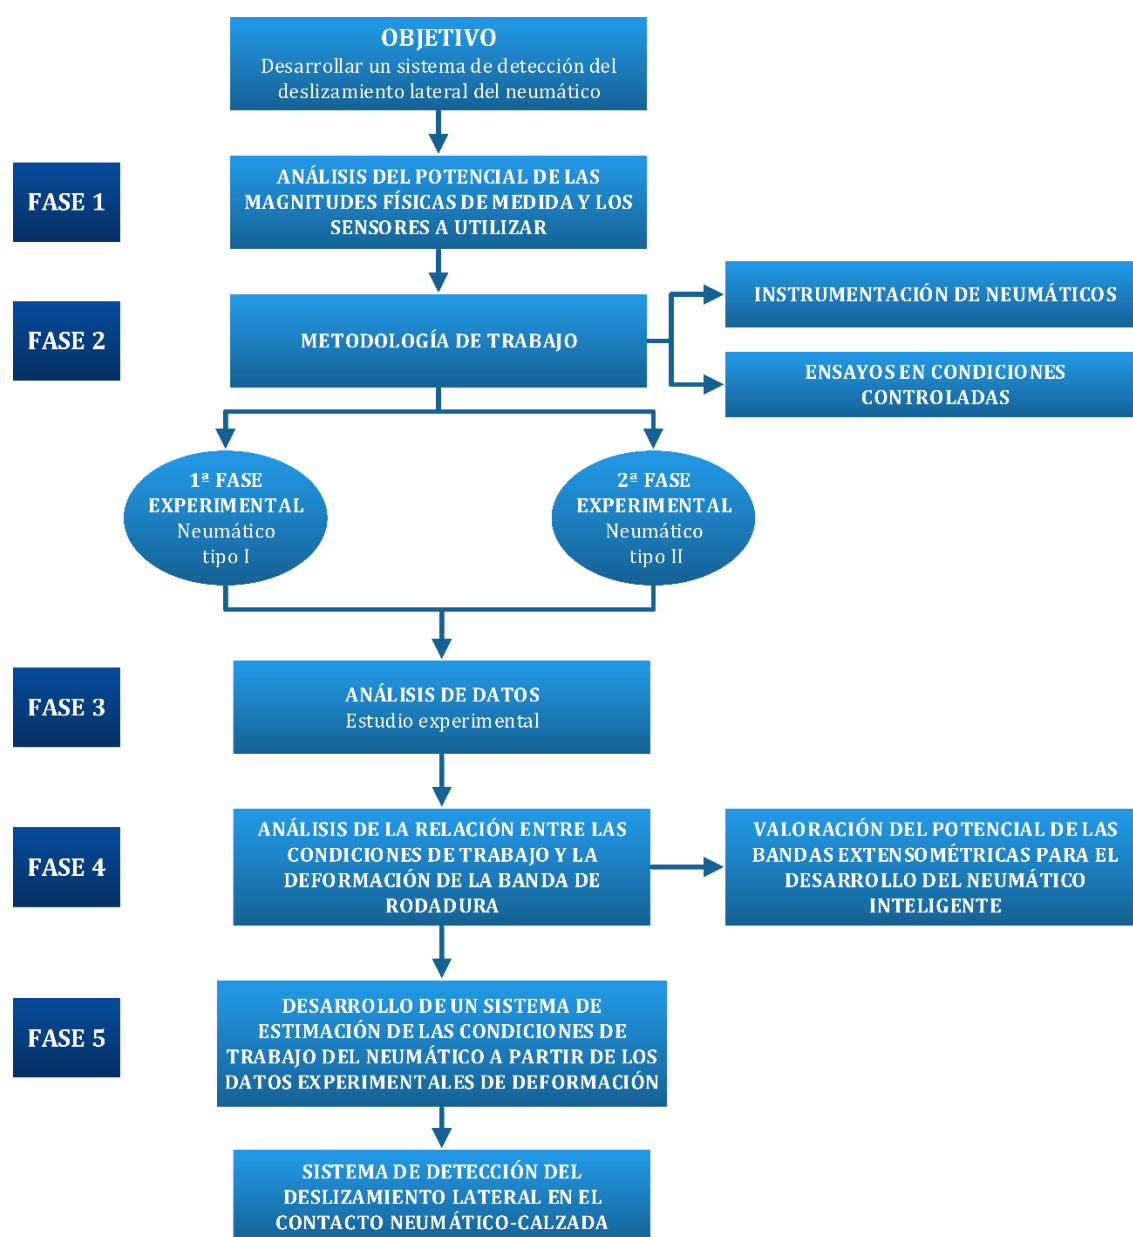 OBJETIVO
Desarrollar un sistema de detección del
deslizamiento lateral del neumático
FASE 1
ANÁLISIS DEL POTENCIAL DE LAS
MAGNITUDES FÍSICAS DE MEDIDA Y LOS
SENSORES A UTILIZAR
FASE 2
METODOLOGÍA DE TRABAJO
INSTRUMENTACIÓN DE NEUMÁTICOS
ENSAYOS EN CONDICIONES
CONTROLADAS
1ª FASE
EXPERIMENTAL
Neumático
tipo I
2ª FASE
EXPERIMENTAL
Neumático
tipo II
FASE 3
ANÁLISIS DE DATOS
Estudio experimental
FASE 4
ANÁLISIS DE LA RELACIÓN ENTRE LAS
CONDICIONES DE TRABAJO Y LA
DEFORMACIÓN DE LA BANDA DE
RODADURA
VALORACIÓN DEL POTENCIAL DE LAS
BANDAS EXTENSOMÉTRICAS PARA EL
DESARROLLO DEL NEUMÁTICO
INTELIGENTE
FASE 5
DESARROLLO DE UN SISTEMA DE
ESTIMACIÓN DE LAS CONDICIONES DE
TRABAJO DEL NEUMÁTICO A PARTIR DE LOS
DATOS EXPERIMENTALES DE DEFORMACIÓN
SISTEMA DE DETECCIÓN DEL
DESLIZAMIENTO LATERAL EN EL
CONTACTO NEUMÁTICO-CALZADA